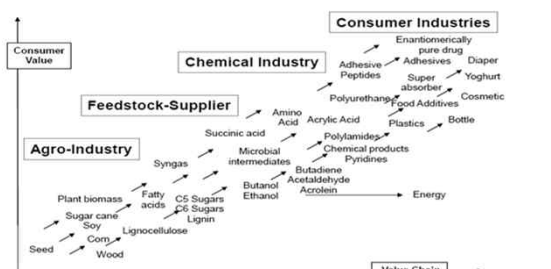 Consumer Industries
Enantiomerically
pure drug
Consumer
Value
Chemical Industry
Adhesive
Peptides
Adhesives
Diaper
Super
absorber
Yoghurt
Polyurethane
Food Additives
Cosmetic
Feedstock-Supplier
Amino
Acid
Acrylic Acid
Plastics
Bottle
Succinic acid
Polylamides
Agro-Industry
Microbial
intermediates
Chemical products
Pyridines
Syngas
Butadiene
Acetaldehyde
Acrolein
Energy
Butanol
Ethanol
Plant biomass
Fatty
acids
C5 Sugars
C6 Sugars
Lignin
Sugar cane
Soy
Lignocellulose
Corn
Seed
Wood
Value Chain